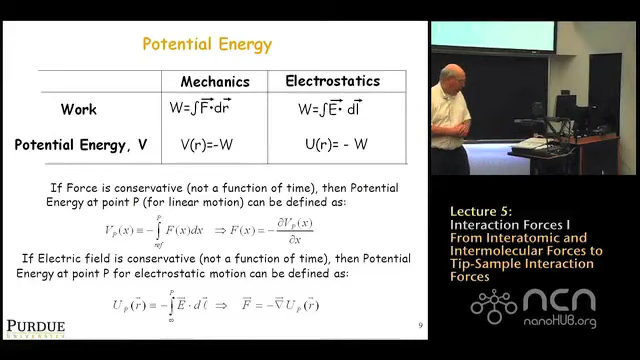 Potential Energy
Mechanics Electrostatics
Work W=∫F•dr W=∫E• dl
Potential Energy, V V(r)=-W U(r)= - W
If Force is conservative (not a function of time), then Potential
Energy at point P (for linear motion) can be defined as:
V_P(x) ≡ -∫_ref^P F(x)dx ⇒ F(x) = -∂V_P(x)/∂x
If Electric field is conservative (not a function of time), then Potential
Energy at point P for electrostatic motion can be defined as:
U_P(r⃗) ≡ -∫_∞^P E⃗·dℓ⃗ ⇒ F⃗ = -∇⃗U_P(r⃗)
PURDUE
UNIVERSITY
9
Lecture 5:
Interaction Forces I
From Interatomic and
Intermolecular Forces to
Tip-Sample Interaction
Forces
ncn
nanoHUB.org